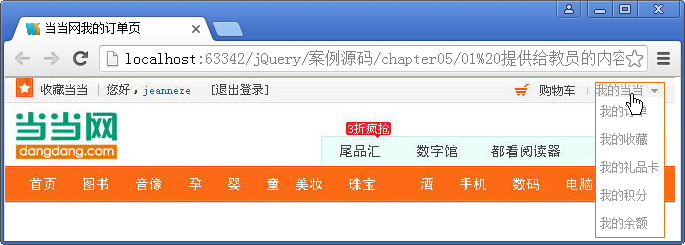 当当网我的订单页
localhost:63342/jQuery/案例源码/chapter05/01%20提供给教员的内容
收藏当当 您好，jeanneze [退出登录] 购物车 我的当当
我的订单
我的收藏
我的礼品卡
我的积分
我的余额
当当网
dangdang.com
3折疯抢
尾品汇 数字馆 都看阅读器
首页 图书 音像 孕 婴 童 美妆 珠宝 酒 手机 数码 电脑